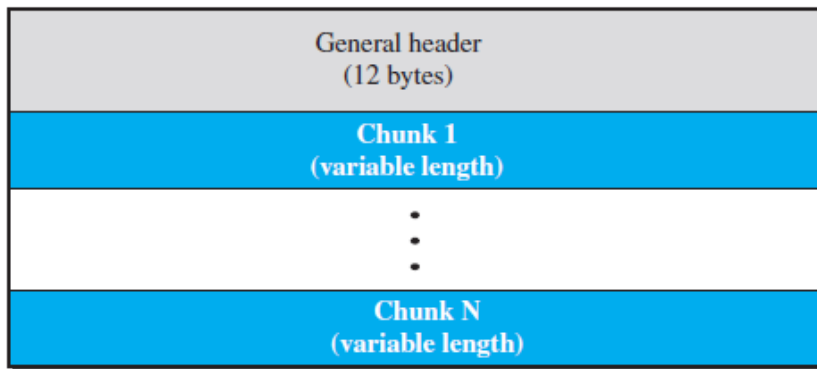 General header
(12 bytes)
Chunk 1
(variable length)
Chunk N
(variable length)